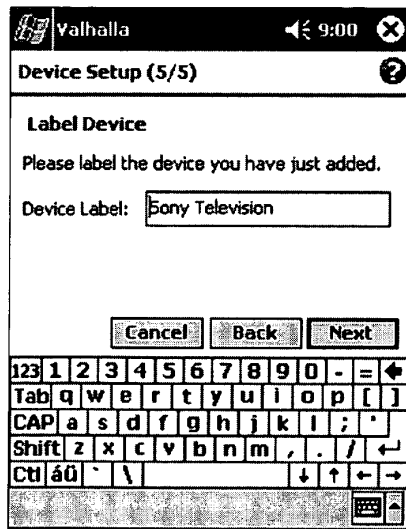 Valhalla 9:00
Device Setup (5/5) ?
Label Device
Please label the device you have just added.
Device Label: Sony Television
Cancel Back Next
123 1 2 3 4 5 6 7 8 9 0 - = 
Tab q w e r t y u i o p [ ]
CAP a s d f g h j k l ; '
Shift z x c v b n m , . /
Ctl áü ` \